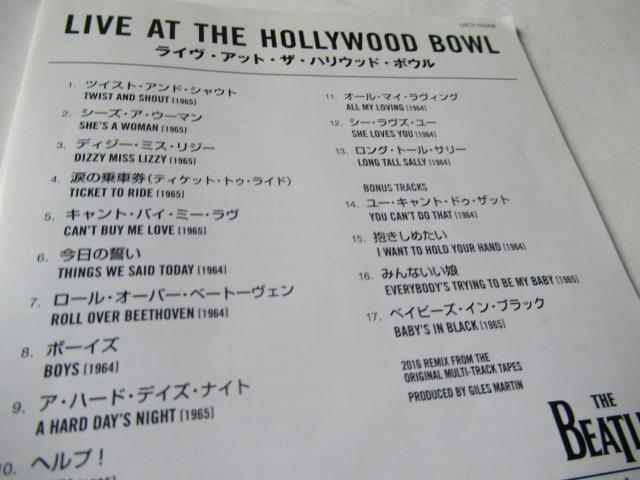 LIVE AT THE HOLLYWOOD BOWL
ライヴ・アット・ザ・ハリウッド・ボウル
1. ツイスト・アンド・シャウト
TWIST AND SHOUT [1965]
2. シーズ・ア・ウーマン
SHE'S A WOMAN [1965]
3. ディジー・ミス・リジー
DIZZY MISS LIZZY [1965]
4. 涙の乗車券(ティケット・トゥ・ライド)
TICKET TO RIDE [1965]
5. キャント・バイ・ミー・ラヴ
CAN'T BUY ME LOVE [1965]
6. 今日の誓い
THINGS WE SAID TODAY [1964]
7. ロール・オーバー・ベートーヴェン
ROLL OVER BEETHOVEN [1964]
8. ボーイズ
BOYS [1964]
9. ア・ハード・デイズ・ナイト
A HARD DAY'S NIGHT [1965]
10. ヘルプ!
11. オール・マイ・ラヴィング
ALL MY LOVING [1964]
12. シー・ラヴズ・ユー
SHE LOVES YOU [1964]
13. ロング・トール・サリー
LONG TALL SALLY [1964]
BONUS TRACKS
14. ユー・キャント・ドゥ・ザット
YOU CAN'T DO THAT [1964]
15. 抱きしめたい
I WANT TO HOLD YOUR HAND [1964]
16. みんないい娘
EVERYBODY'S TRYING TO BE MY BABY [1965]
17. ベイビーズ・イン・ブラック
BABY'S IN BLACK [1965]
2016 REMIX FROM THE
ORIGINAL MULTI-TRACK TAPES
PRODUCED BY GILES MARTIN
THE
BEATL